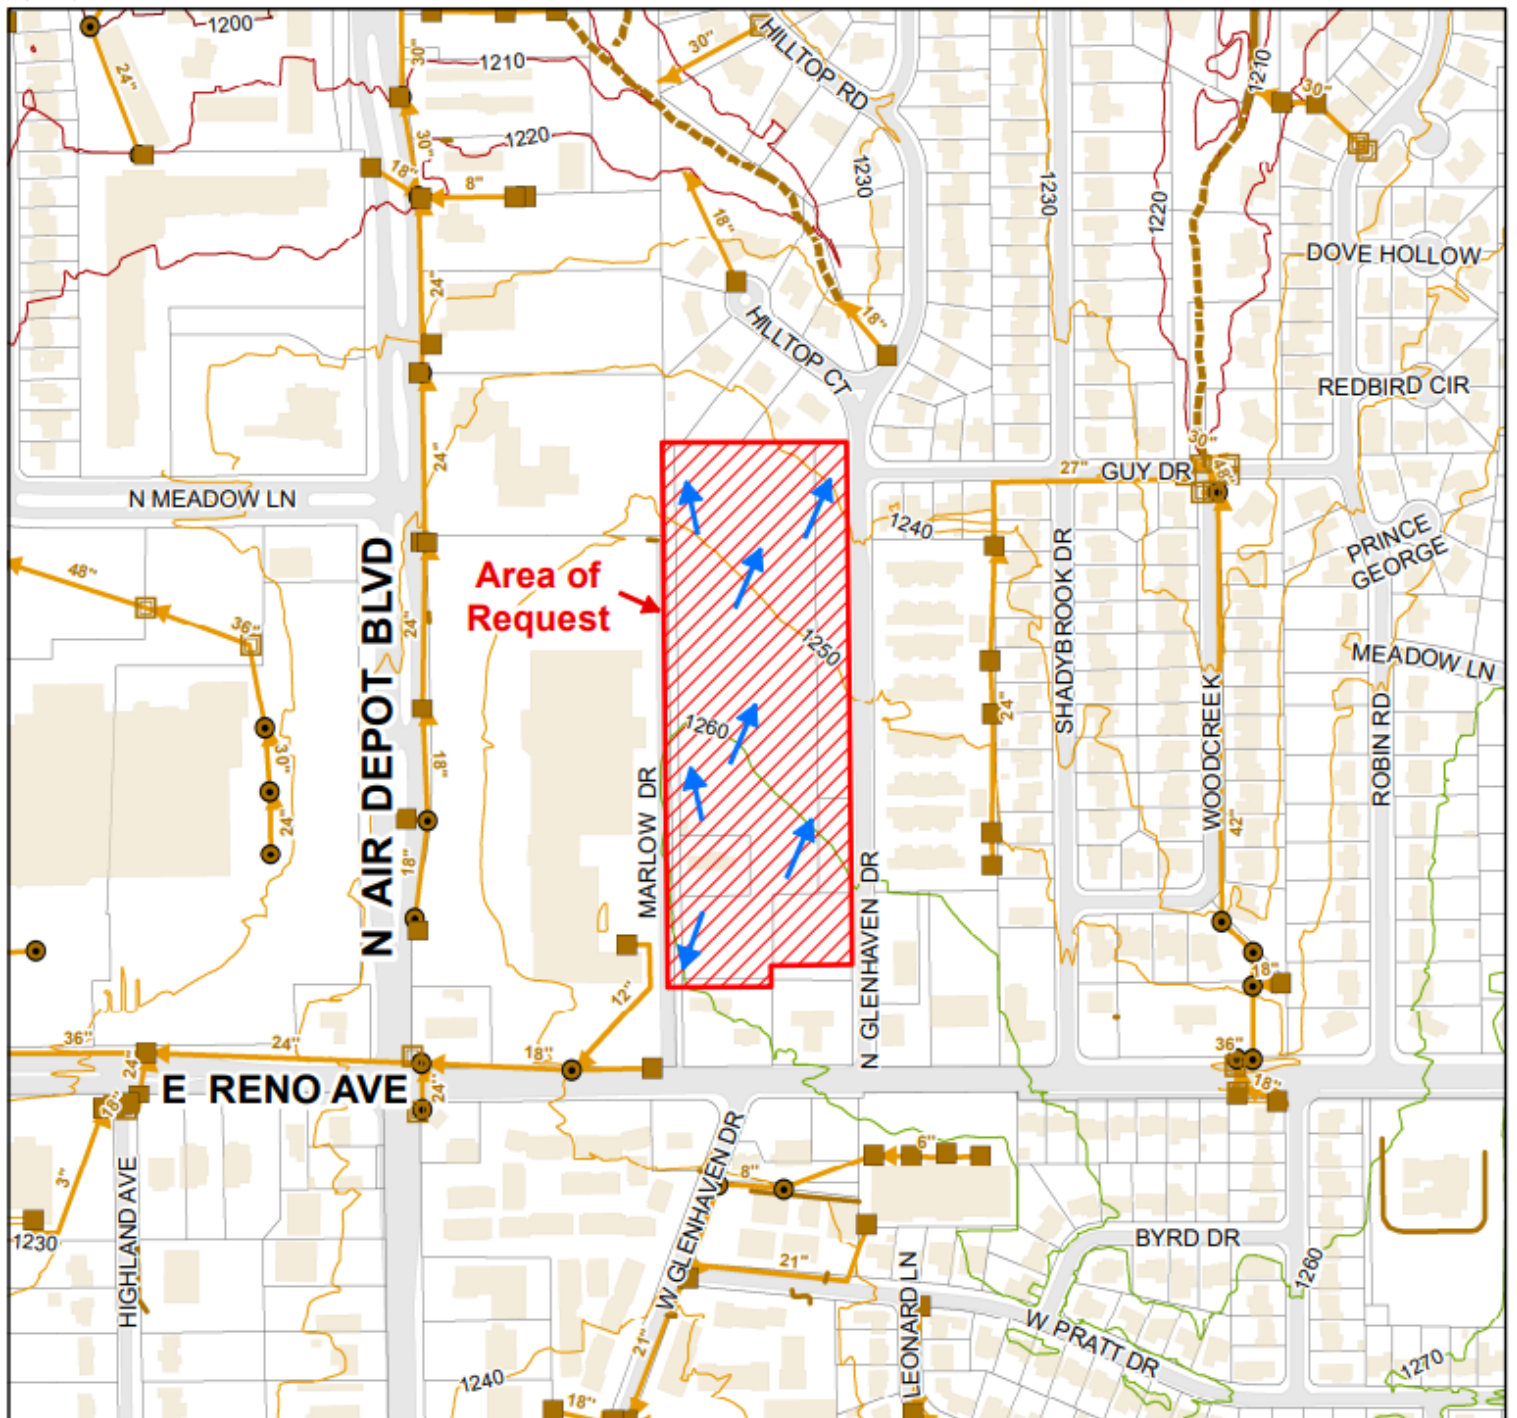 1200
24"
30"
1210
30"
HILLTOP RD
1210
30"
30"
1220
18"
8"
1230
1230
1220
18"
DOVE HOLLOW
24"
18"
HILLTOP CT
REDBIRD CIR
30"
48"
24"
27"
GUY DR
N MEADOW LN
1240
PRINCE
GEORGE
48"
Area of
Request
36"
24"
1250
MEADOW LN
N AIR DEPOT BLVD
SHADYBROOK DR
WOODCREEK
ROBIN RD
24"
1260
30"
18"
MARLOW DR
24"
42"
18"
N GLENHAVEN DR
12"
18"
36"
24"
24"
18"
36"
18"
E RENO AVE
24"
18"
W GLENHAVEN DR
6"
8"
3"
HIGHLAND AVE
1230
BYRD DR
21"
1260
LEONARD LN
W PRATT DR
21"
1240
18"
1270